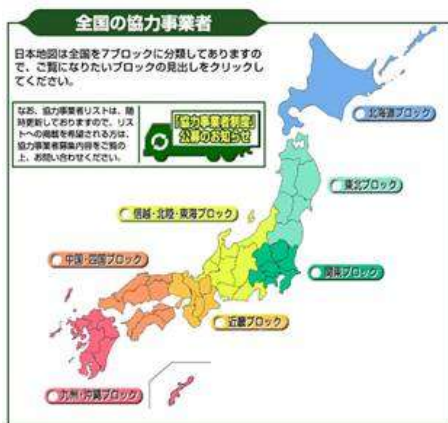 全国の協力事業者
日本地図は全国を7ブロックに分類してありますの
で、ご覧になりたいブロックの見出しをクリックし
てください。
なお、協力事業者リストは、随
時更新しておりますので、リス
トへの掲載を希望される方は、
協力事業者募集内容をご覧の
上、お問い合わせください。
「協力事業者制度」
公募のお知らせ
北海道ブロック
東北ブロック
信越・北陸・東海ブロック
中国・四国ブロック
関東ブロック
近畿ブロック
九州・沖縄ブロック